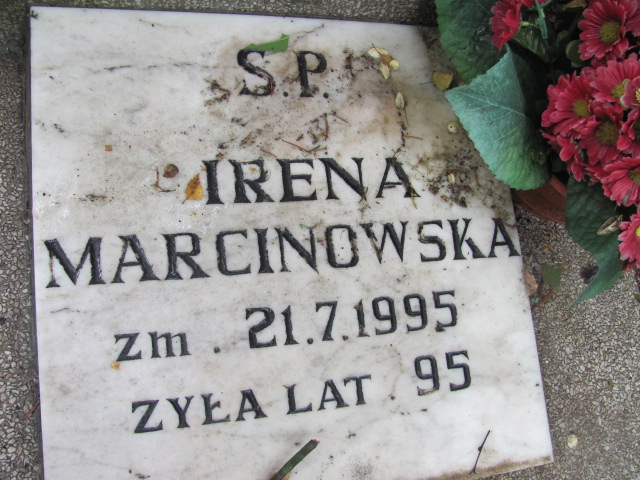 S.P.
IRENA
MARCINOWSKA
zm. 21.7.1995
ZYŁA LAT 95